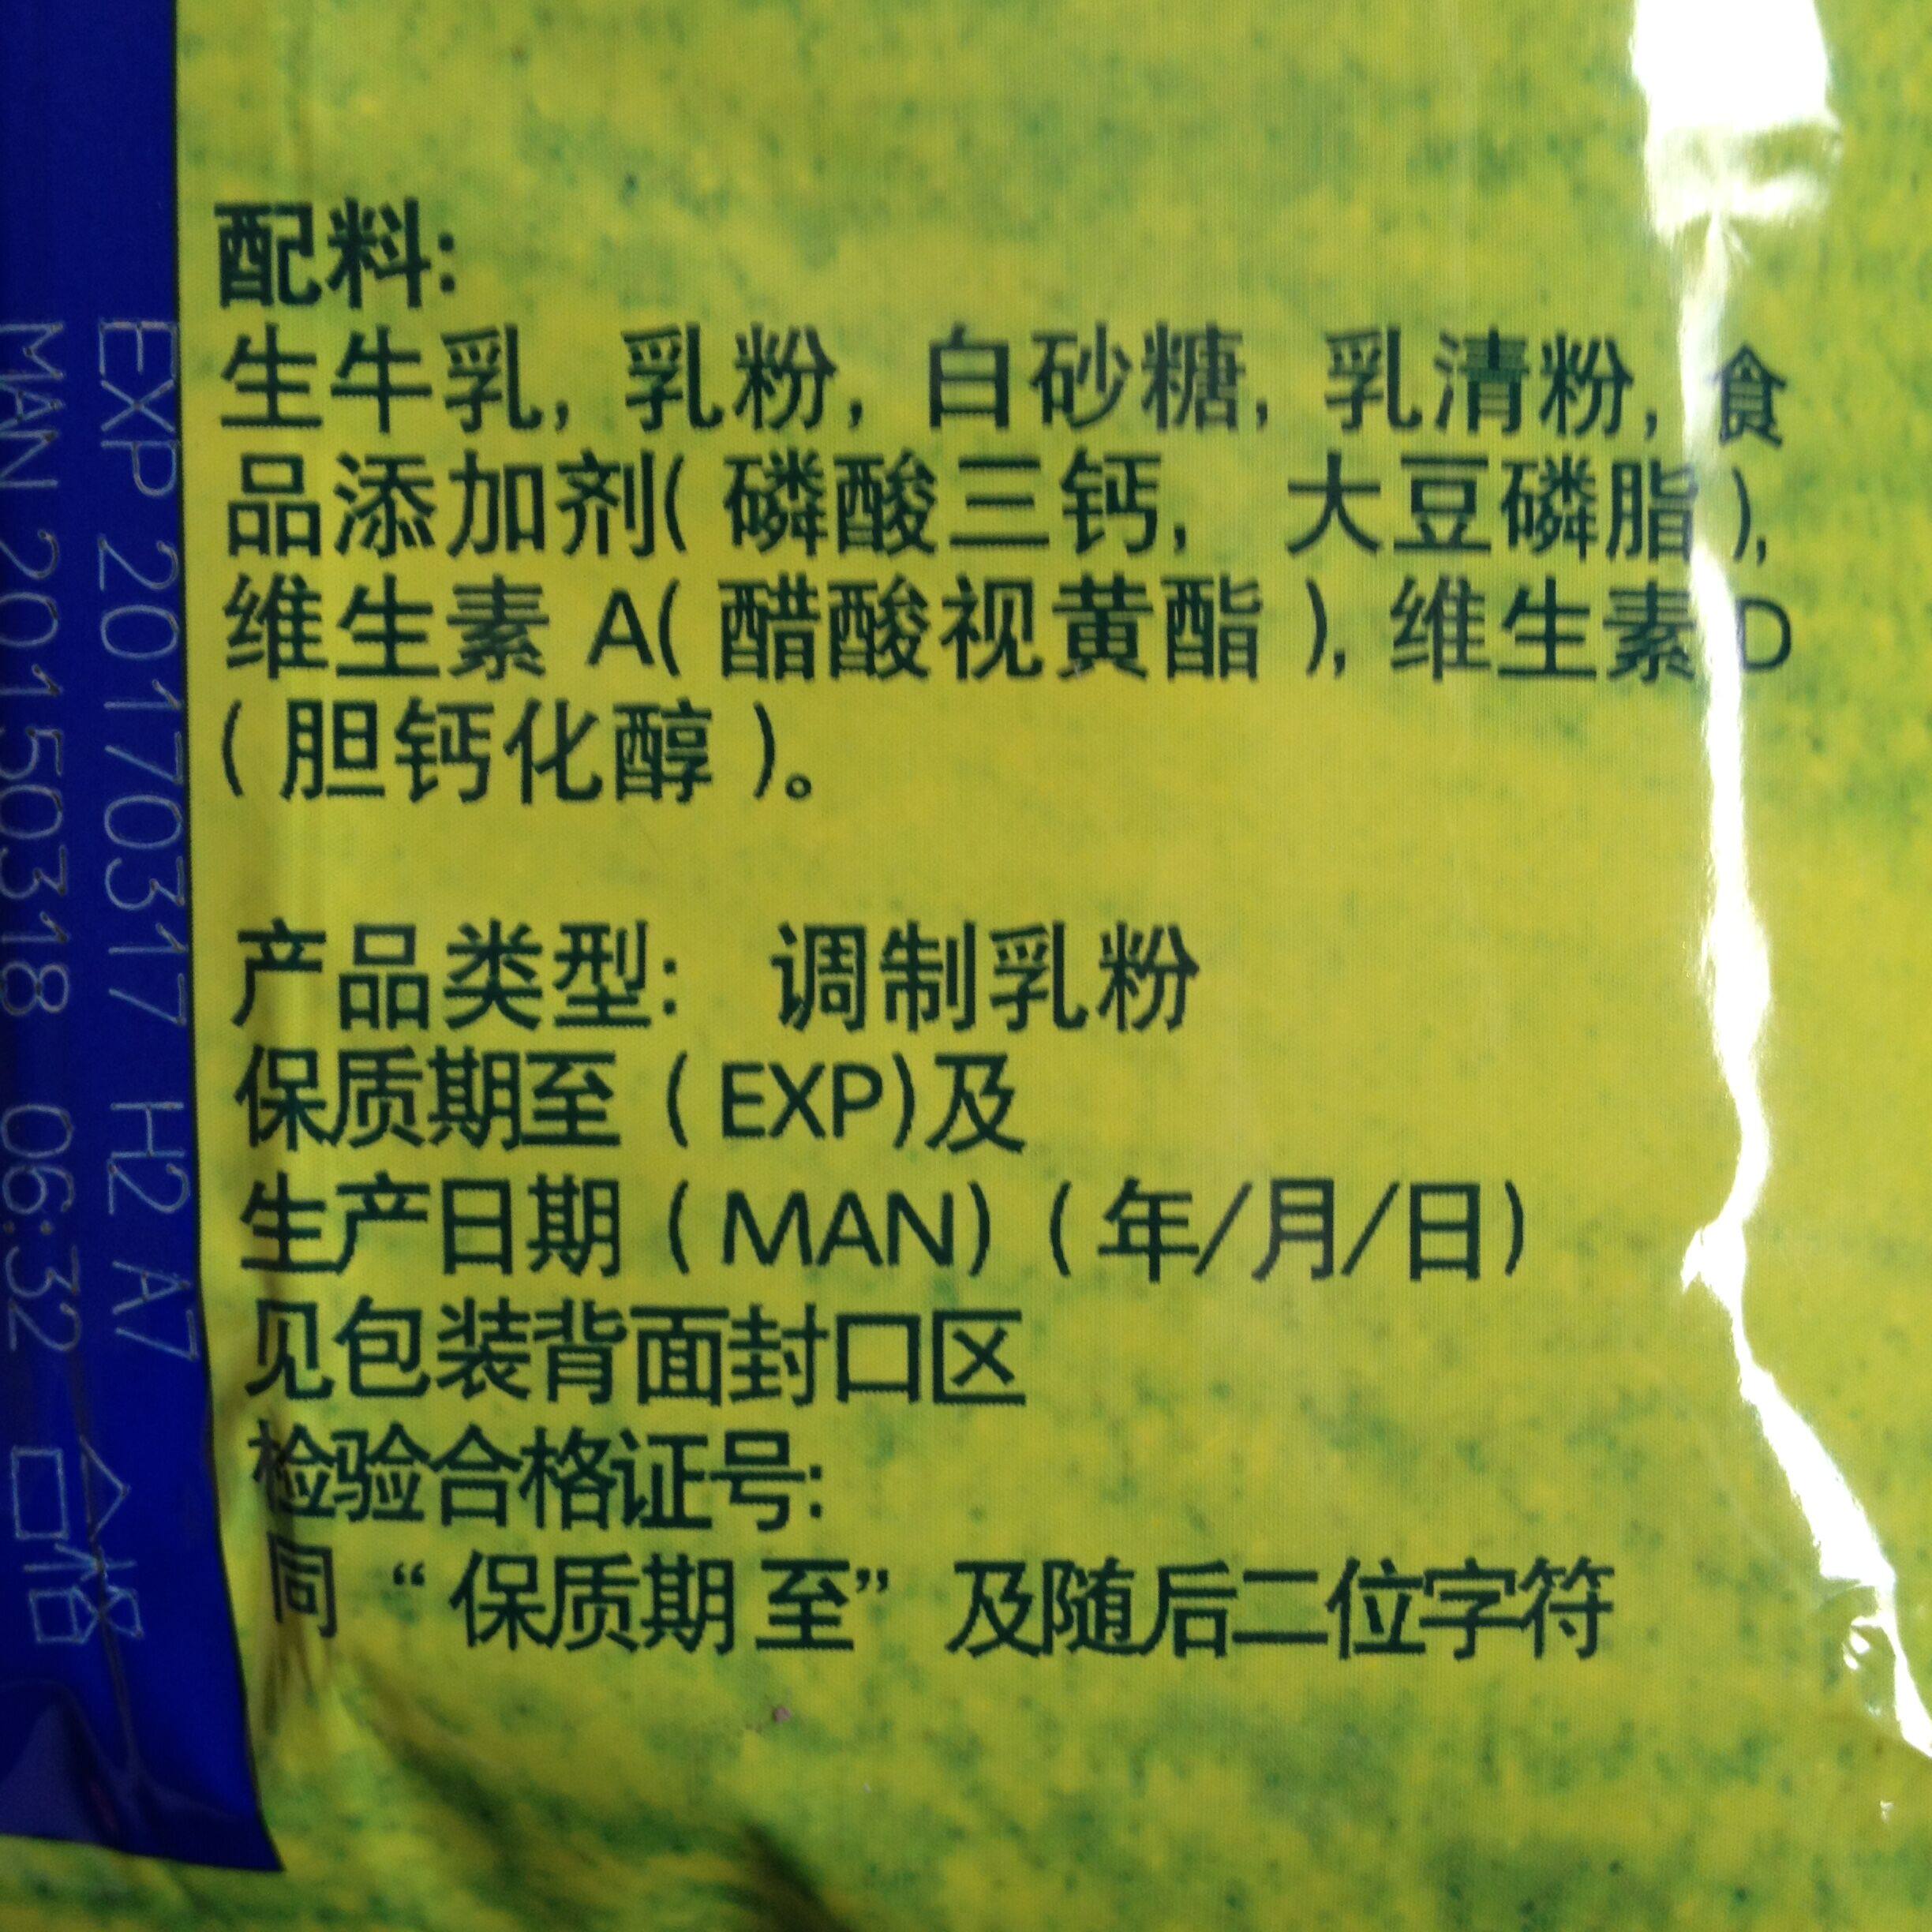 配料:
生牛乳, 乳粉, 白砂糖, 乳清粉, 食
品添加剂( 磷酸三钙, 大豆磷脂 ),
维生素 A( 醋酸视黄酯 ), 维生素 D
( 胆钙化醇 )。
产品类型: 调制乳粉
保质期至 ( EXP)及
生产日期 ( MAN) ( 年/月/日)
见包装背面封口区
检验合格证号:
同 “ 保质期 至” 及随后二位字符
EXP 20170317 H2 A7
MAN 20150318 06:32
合格